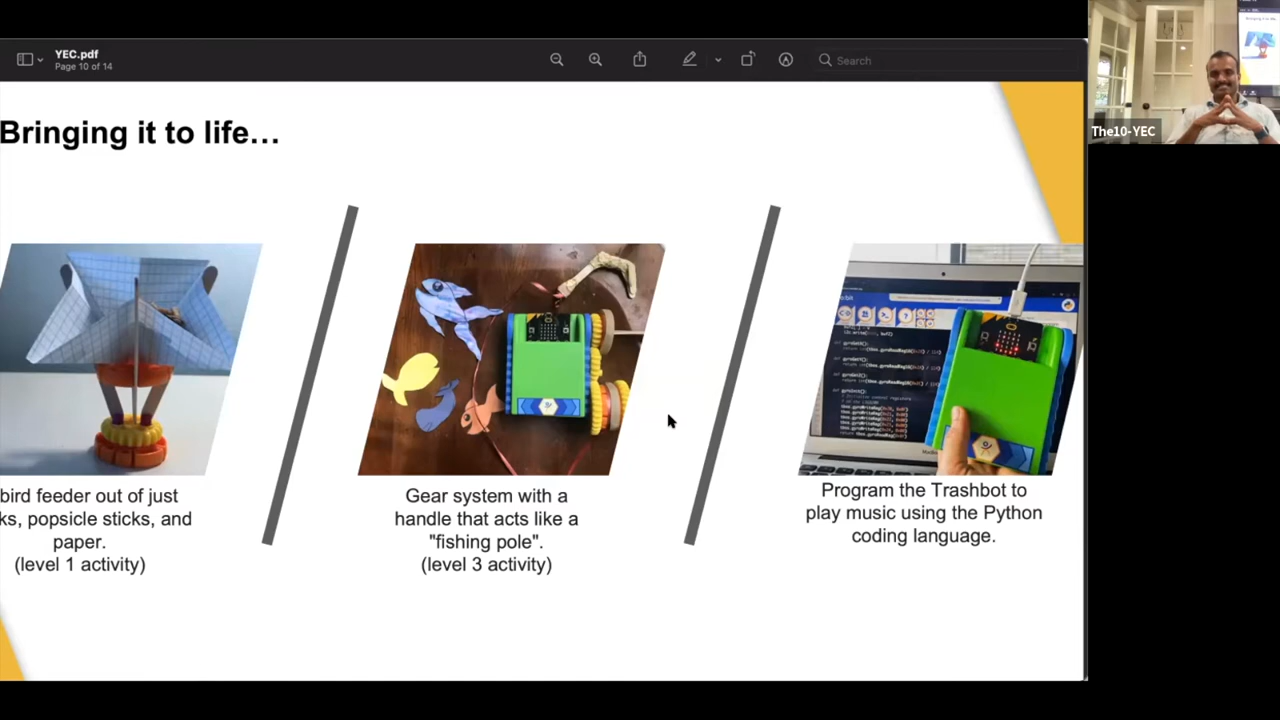 YEC.pdf
Page 10 of 14
Search
The10-YEC
Bringing it to life…
bird feeder out of just
ks, popsicle sticks, and
paper.
(level 1 activity)
Gear system with a
handle that acts like a
"fishing pole".
(level 3 activity)
Program the Trashbot to
play music using the Python
coding language.